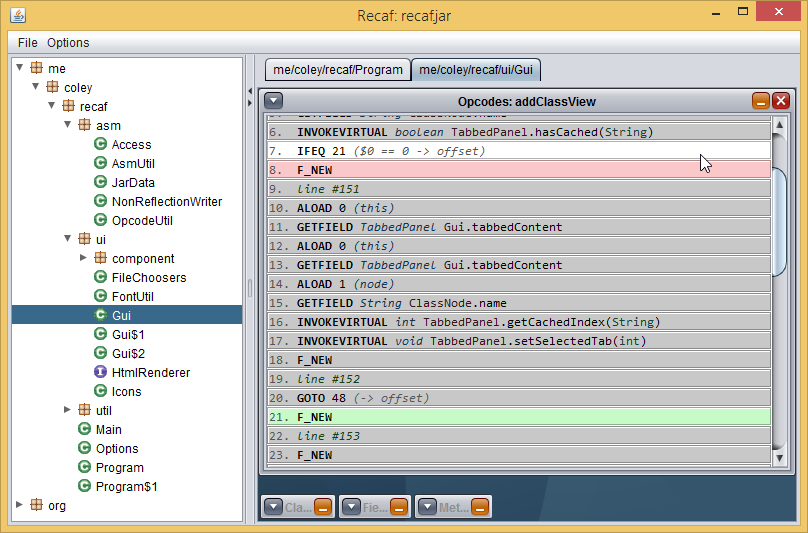 Recaf: recaf.jar
File Options
me
coley
recaf
asm
Access
AsmUtil
JarData
NonReflectionWriter
OpcodeUtil
ui
component
FileChoosers
FontUtil
Gui
Gui$1
Gui$2
HtmlRenderer
Icons
util
Main
Options
Program
Program$1
org
me/coley/recaf/Program me/coley/recaf/ui/Gui
Opcodes: addClassView
6. INVOKEVIRTUAL boolean TabbedPanel.hasCached(String)
7. IFEQ 21 ($0 == 0 -> offset)
8. F_NEW
9. line #151
10. ALOAD 0 (this)
11. GETFIELD TabbedPanel Gui.tabbedContent
12. ALOAD 0 (this)
13. GETFIELD TabbedPanel Gui.tabbedContent
14. ALOAD 1 (node)
15. GETFIELD String ClassNode.name
16. INVOKEVIRTUAL int TabbedPanel.getCachedIndex(String)
17. INVOKEVIRTUAL void TabbedPanel.setSelectedTab(int)
18. F_NEW
19. line #152
20. GOTO 48 (-> offset)
21. F_NEW
22. line #153
23. F_NEW
Cla... Fie... Met...